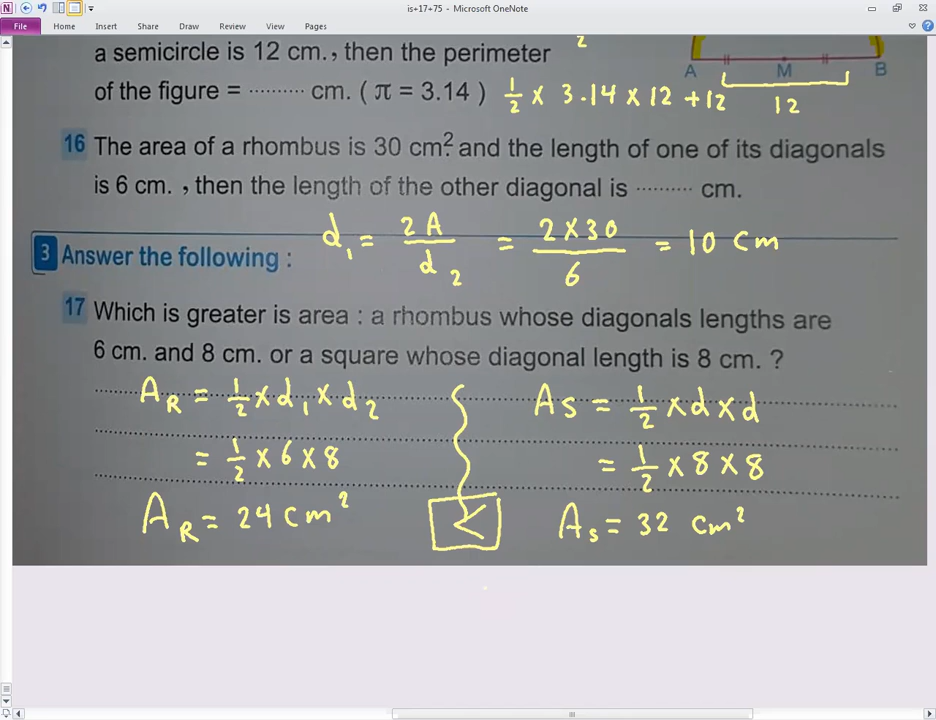 is+17+75 - Microsoft OneNote
File Home Insert Share Draw Review View Pages
a semicircle is 12 cm., then the perimeter
2
A M B
of the figure = ·········· cm. ( π = 3.14 ) 1/2 × 3.14 × 12 + 12
12
16 The area of a rhombus is 30 cm². and the length of one of its diagonals
is 6 cm. , then the length of the other diagonal is ·········· cm.
d₁ = 2A/d₂ = 2×30/6 = 10 cm
3 Answer the following :
17 Which is greater is area : a rhombus whose diagonals lengths are
6 cm. and 8 cm. or a square whose diagonal length is 8 cm. ?
A_R = 1/2 × d₁ × d₂ As = 1/2 × d × d
= 1/2 × 6 × 8 = 1/2 × 8 × 8
A_R = 24 cm² < A_s = 32 cm²